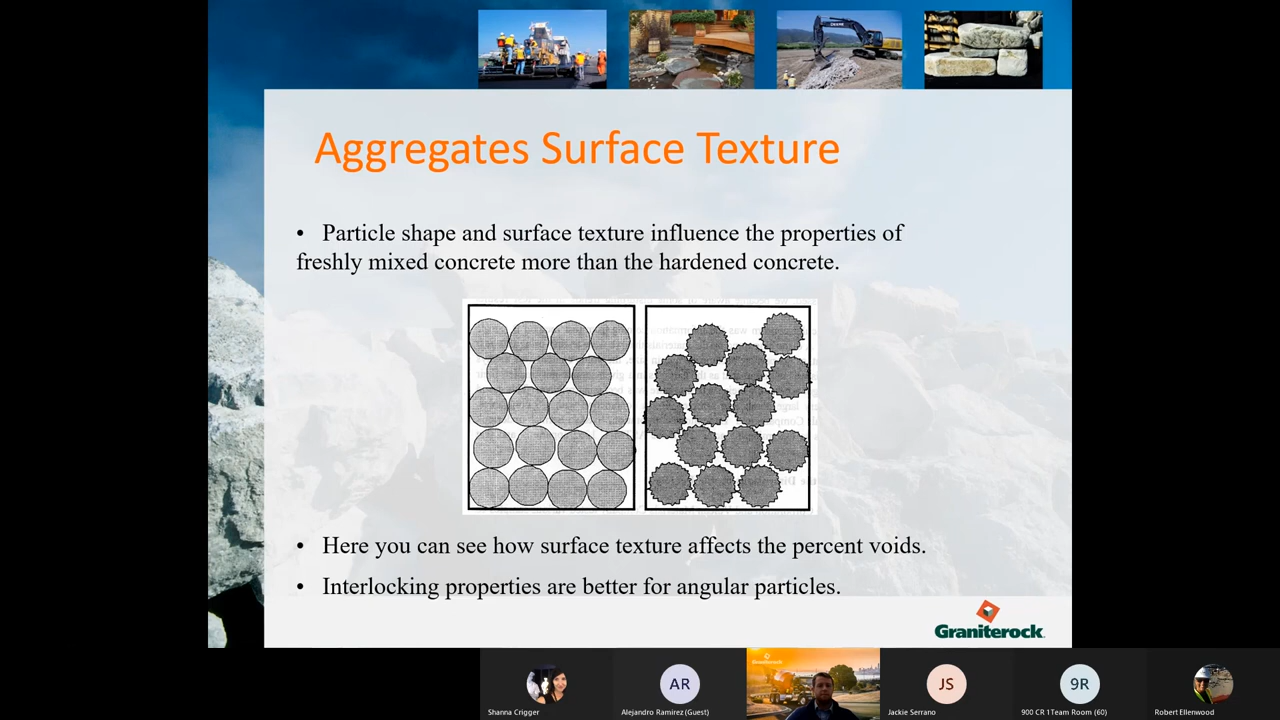 Aggregates Surface Texture
• Particle shape and surface texture influence the properties of
freshly mixed concrete more than the hardened concrete.
• Here you can see how surface texture affects the percent voids.
• Interlocking properties are better for angular particles.
Graniterock
Graniterock
AR
JS
9R
Shanna Crigger
Alejandro Ramirez (Guest)
Jackie Serrano
900 CR 1Team Room (60)
Robert Ellenwood